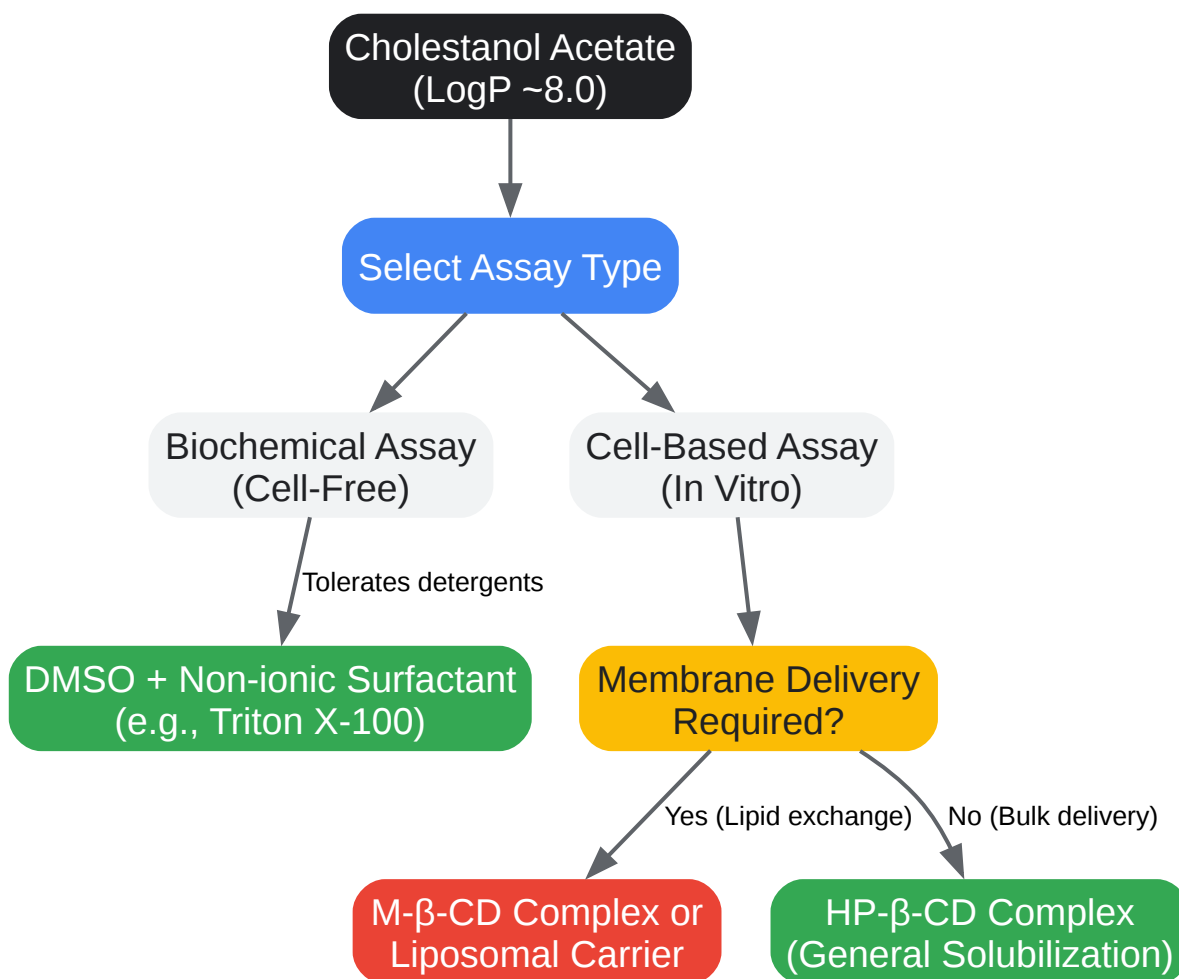 Cholestanol Acetate
(LogP ~8.0)
Select Assay Type
Biochemical Assay
(Cell-Free)
Cell-Based Assay
(In Vitro)
Tolerates detergents
DMSO + Non-ionic Surfactant
(e.g., Triton X-100)
Membrane Delivery
Required?
Yes (Lipid exchange)
No (Bulk delivery)
M-β-CD Complex or
Liposomal Carrier
HP-β-CD Complex
(General Solubilization)